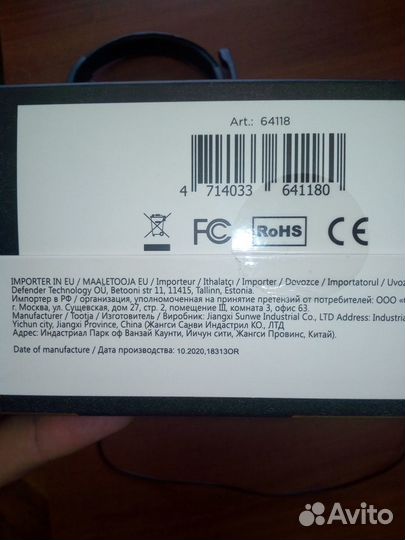 Art.: 64118
4 714033 641180
FC RoHS CE
IMPORTER IN EU / MAALETOOJA EU / Importeur / Ithalatçı / Importer / Dovozce / Importatorul / Uvoz
Defender Technology OU, Betooni str 11, 11415, Tallinn, Estonia.
Импортер в РФ / организация, уполномоченная на принятие претензий от потребителей: ООО
г. Москва, ул. Сущевская, дом 27, стр. 2, помещение III, комната 3, офис 63.
Manufacturer / Tootja / Изготовитель / Виробник: Jiangxi Sunwe Industrial Co., LTD Address: Industria
Yichun city, Jiangxi Province, China (Жангси Санви Индастрил КО., ЛТД
Адрес: Индастриал Парк оф Ванзай Каунти, Йичун сити, Жангси Провинс, Китай).
Date of manufacture / Дата производства: 10.2020,18313OR
Avito